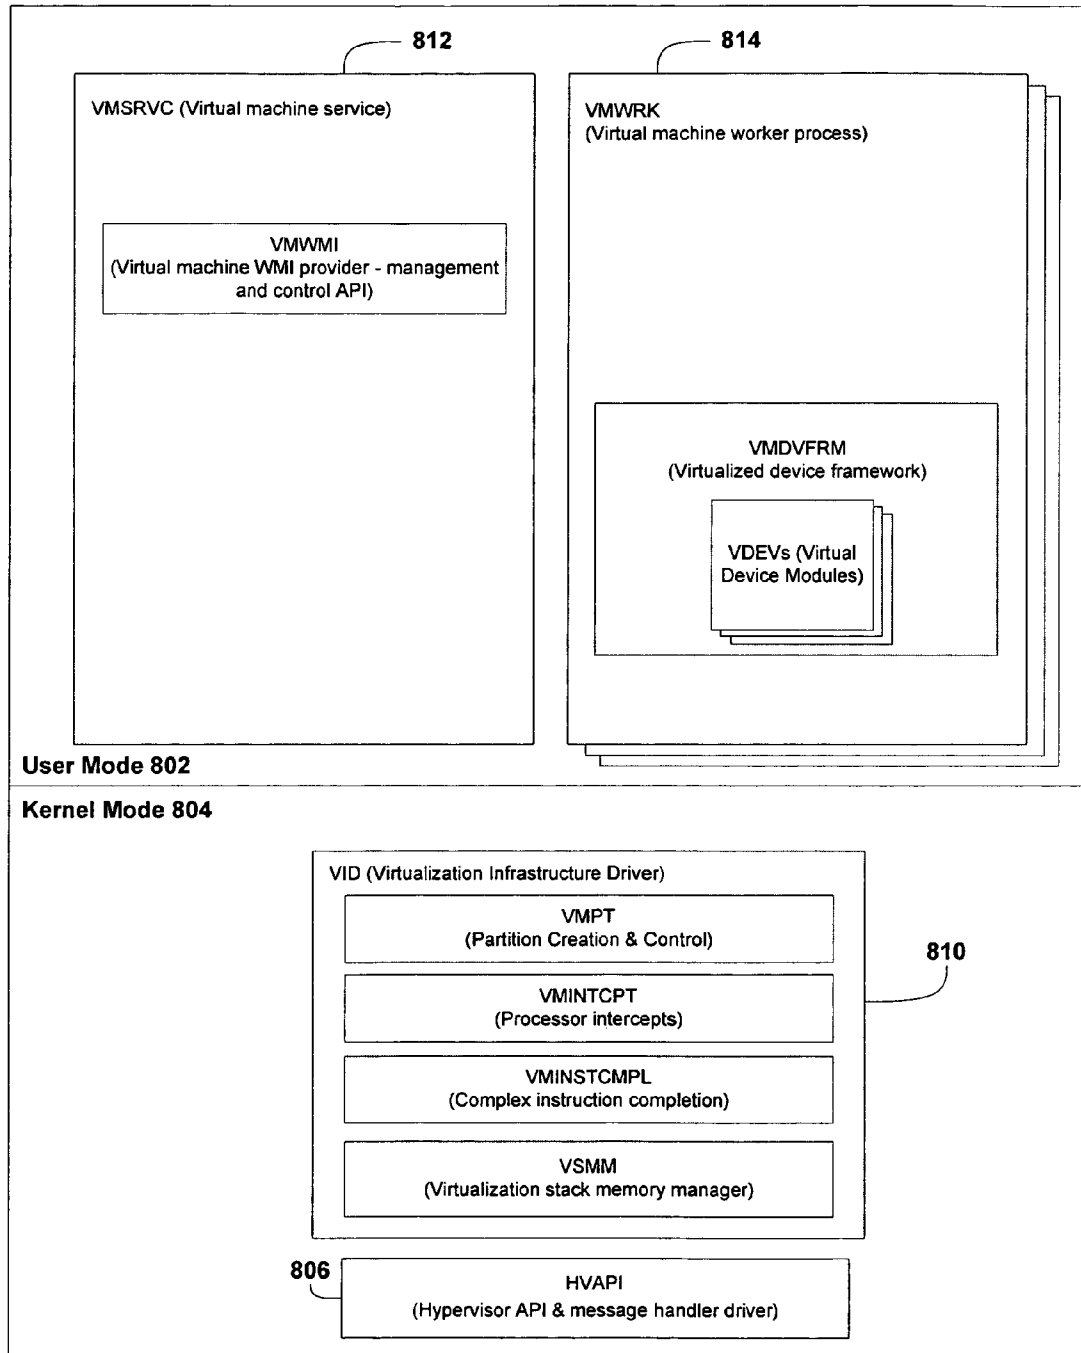 812
814
VMSRVC (Virtual machine service)
VMWMI
(Virtual machine WMI provider - management
and control API)
VMWRK
(Virtual machine worker process)
VMDVFRM
(Virtualized device framework)
VDEVs (Virtual
Device Modules)
User Mode 802
Kernel Mode 804
VID (Virtualization Infrastructure Driver)
VMPT
(Partition Creation & Control)
810
VMINTCPT
(Processor intercepts)
VMINSTCMPL
(Complex instruction completion)
VSMM
(Virtualization stack memory manager)
806
HVAPI
(Hypervisor API & message handler driver)